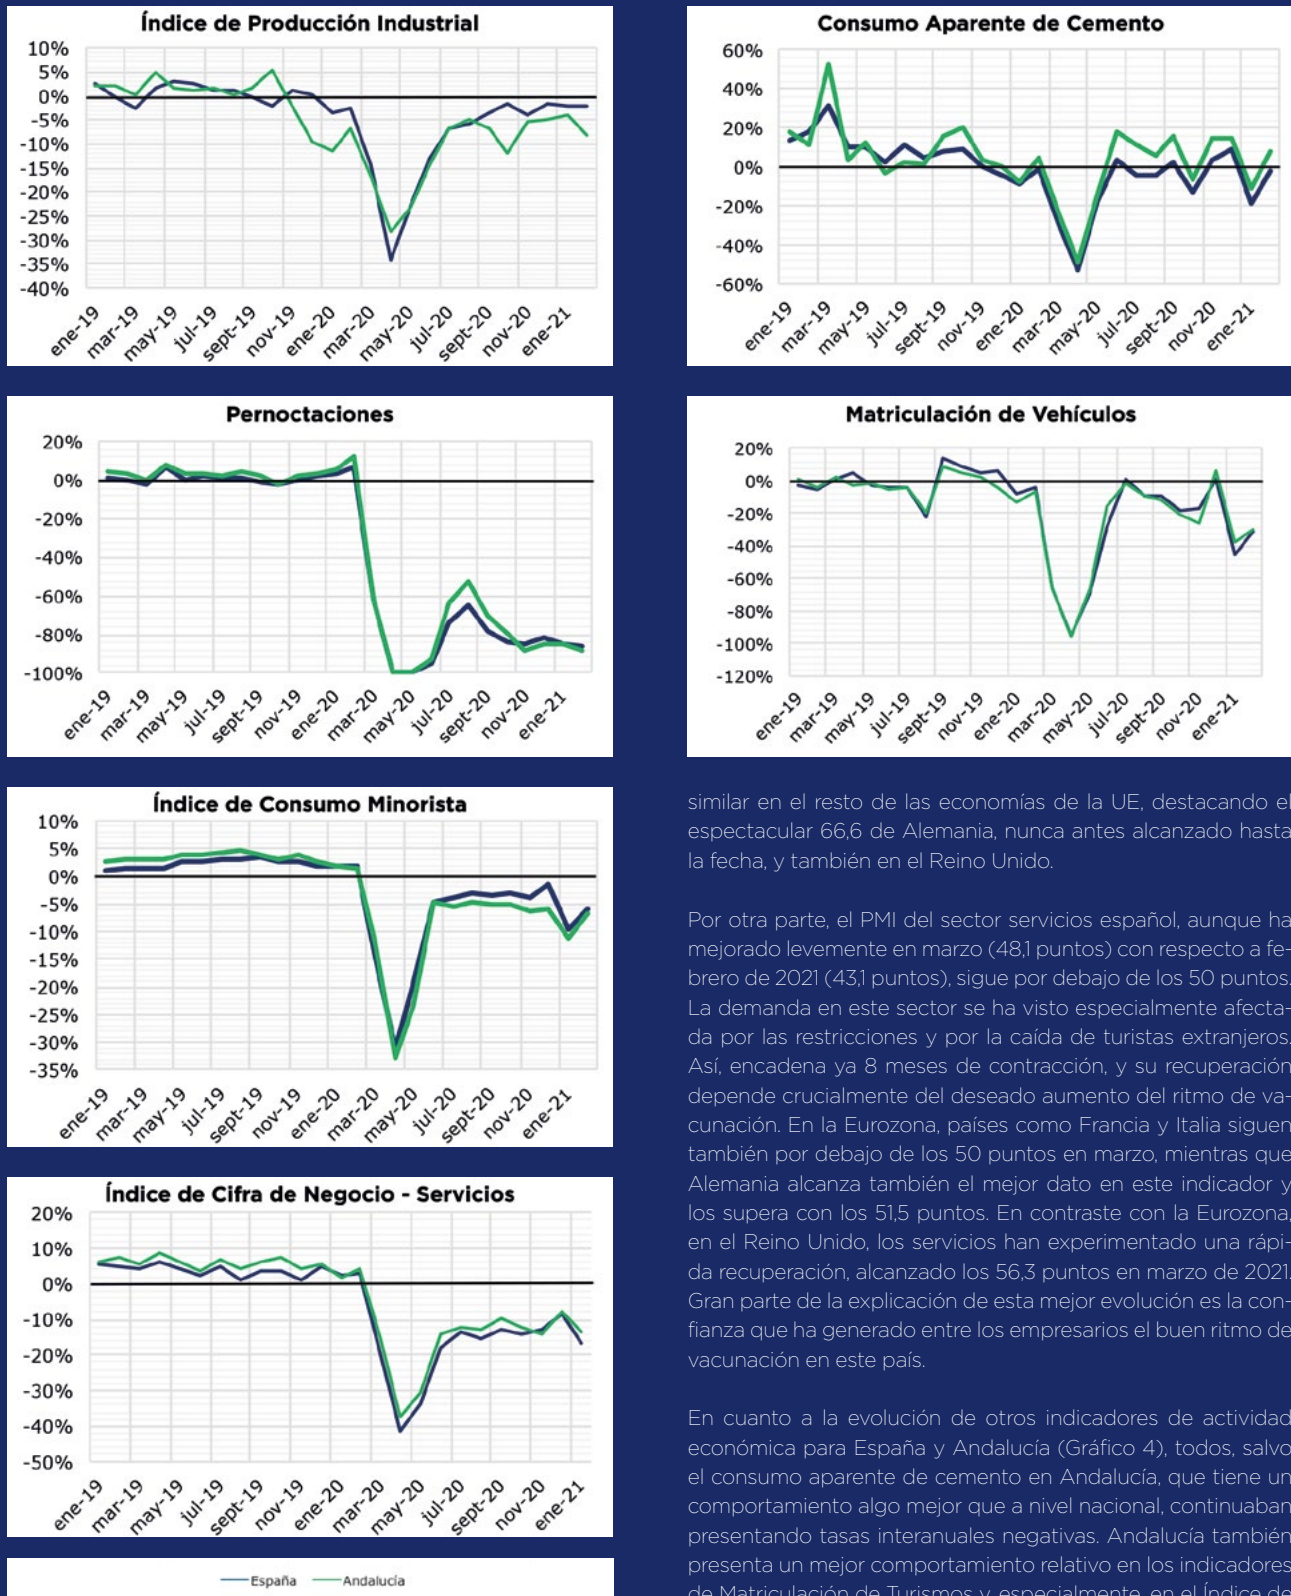 Índice de Producción Industrial
10%
5%
0%
-5%
-10%
-15%
-20%
-25%
-30%
-35%
-40%
ene-19
mar-19
may-19
jul-19
sept-19
nov-19
ene-20
mar-20
may-20
jul-20
sept-20
nov-20
ene-21
Consumo Aparente de Cemento
60%
40%
20%
0%
-20%
-40%
-60%
ene-19
mar-19
may-19
jul-19
sept-19
nov-19
ene-20
mar-20
may-20
jul-20
sept-20
nov-20
ene-21
Pernoctaciones
20%
0%
-20%
-40%
-60%
-80%
-100%
ene-19
mar-19
may-19
jul-19
sept-19
nov-19
ene-20
mar-20
may-20
jul-20
sept-20
nov-20
ene-21
Matriculación de Vehículos
20%
0%
-20%
-40%
-60%
-80%
-100%
-120%
ene-19
mar-19
may-19
jul-19
sept-19
nov-19
ene-20
mar-20
may-20
jul-20
sept-20
nov-20
ene-21
Índice de Consumo Minorista
10%
5%
0%
-5%
-10%
-15%
-20%
-25%
-30%
-35%
ene-19
mar-19
may-19
jul-19
sept-19
nov-19
ene-20
mar-20
may-20
jul-20
sept-20
nov-20
ene-21
Índice de Cifra de Negocio - Servicios
20%
10%
0%
-10%
-20%
-30%
-40%
-50%
ene-19
mar-19
may-19
jul-19
sept-19
nov-19
ene-20
mar-20
may-20
jul-20
sept-20
nov-20
ene-21
España
Andalucía
similar en el resto de las economías de la UE, destacando el
espectacular 66,6 de Alemania, nunca antes alcanzado hasta
la fecha, y también en el Reino Unido.
Por otra parte, el PMI del sector servicios español, aunque ha
mejorado levemente en marzo (48,1 puntos) con respecto a fe-
brero de 2021 (43,1 puntos), sigue por debajo de los 50 puntos.
La demanda en este sector se ha visto especialmente afecta-
da por las restricciones y por la caída de turistas extranjeros.
Así, encadena ya 8 meses de contracción, y su recuperación
depende crucialmente del deseado aumento del ritmo de va-
cunación. En la Eurozona, países como Francia y Italia siguen
también por debajo de los 50 puntos en marzo, mientras que
Alemania alcanza también el mejor dato en este indicador y
los supera con los 51,5 puntos. En contraste con la Eurozona,
en el Reino Unido, los servicios han experimentado una rápi-
da recuperación, alcanzado los 56,3 puntos en marzo de 2021.
Gran parte de la explicación de esta mejor evolución es la con-
fianza que ha generado entre los empresarios el buen ritmo de
vacunación en este país.
En cuanto a la evolución de otros indicadores de actividad
económica para España y Andalucía (Gráfico 4), todos, salvo
el consumo aparente de cemento en Andalucía, que tiene un
comportamiento algo mejor que a nivel nacional, continuaban
presentando tasas interanuales negativas. Andalucía también
presenta un mejor comportamiento relativo en los indicadores
de Matriculación de Turismos y, especialmente, en el Índice de